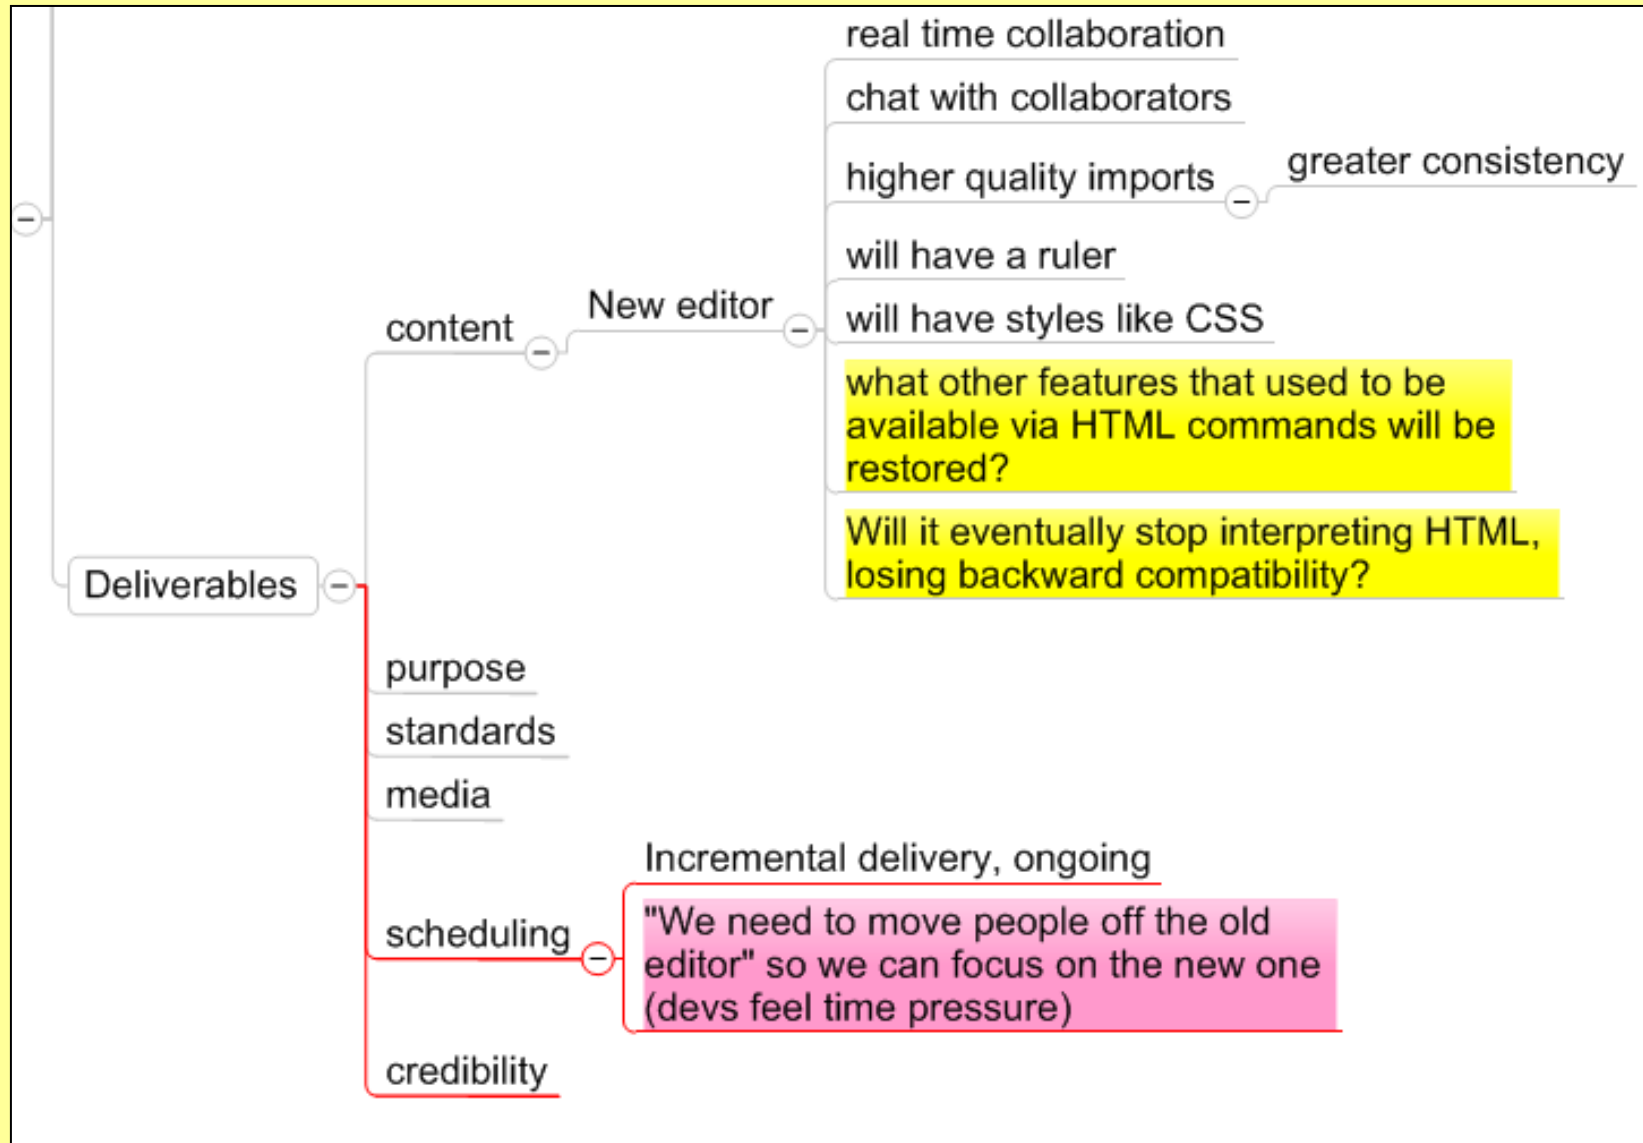 real time collaboration
chat with collaborators
higher quality imports
greater consistency
will have a ruler
New editor
content
will have styles like CSS
what other features that used to be
available via HTML commands will be
restored?
Will it eventually stop interpreting HTML,
losing backward compatibility?
Deliverables
purpose
standards
media
Incremental delivery, ongoing
scheduling
"We need to move people off the old
editor" so we can focus on the new one
(devs feel time pressure)
credibility